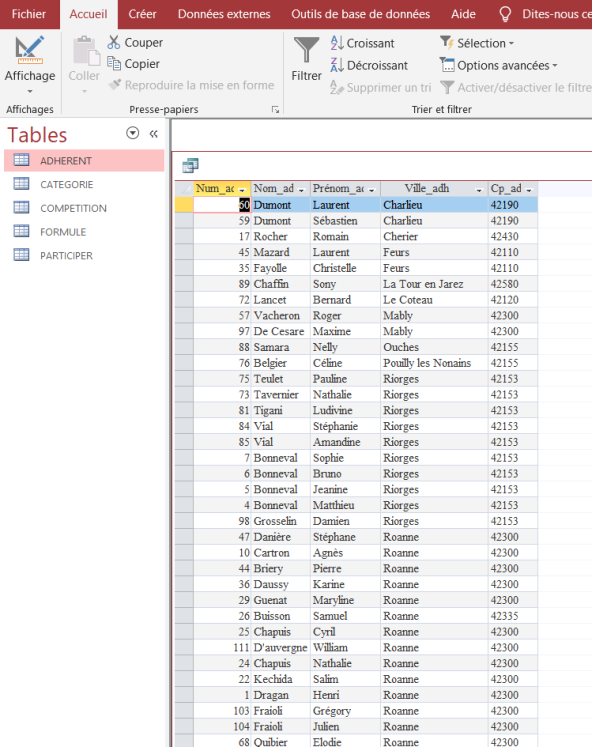 Fichier Accueil Créer Données externes Outils de base de données Aide Dites-nous ce
Affichage
Affichages
Coller
Couper
Copier
Reproduire la mise en forme
Presse-papiers
Filtrer
Croissant
Décroissant
Supprimer un tri
Sélection
Options avancées
Activer/désactiver le filtre
Trier et filtrer
Tables
ADHERENT
CATEGORIE
COMPETITION
FORMULE
PARTICIPER
Num_ac Nom_ad Prénom_ac Ville_adh Cp_ad
60 Dumont Laurent Charlieu 42190
59 Dumont Sébastien Charlieu 42190
17 Rocher Romain Cherier 42430
45 Mazard Laurent Feurs 42110
35 Fayolle Christelle Feurs 42110
89 Chaffin Sony La Tour en Jarez 42580
72 Lancet Bernard Le Coteau 42120
57 Vacheron Roger Mably 42300
97 De Cesare Maxime Mably 42300
88 Samara Nelly Ouches 42155
76 Belgier Céline Pouilly les Nonains 42155
75 Teulet Pauline Riorges 42153
73 Tavernier Nathalie Riorges 42153
81 Tigani Ludivine Riorges 42153
84 Vial Stéphanie Riorges 42153
85 Vial Amandine Riorges 42153
7 Bonneval Sophie Riorges 42153
6 Bonneval Bruno Riorges 42153
5 Bonneval Jeanine Riorges 42153
4 Bonneval Matthieu Riorges 42153
98 Grosselin Damien Riorges 42153
47 Danière Stéphane Roanne 42300
10 Cartron Agnès Roanne 42300
44 Briery Pierre Roanne 42300
36 Daussy Karine Roanne 42300
29 Guenat Maryline Roanne 42300
26 Buisson Samuel Roanne 42335
25 Chapuis Cyril Roanne 42300
111 D'auvergne William Roanne 42300
24 Chapuis Nathalie Roanne 42300
22 Kechida Salim Roanne 42300
1 Dragan Henri Roanne 42300
103 Fraioli Grégory Roanne 42300
104 Fraioli Julien Roanne 42300
68 Quibier Elodie Roanne 42300